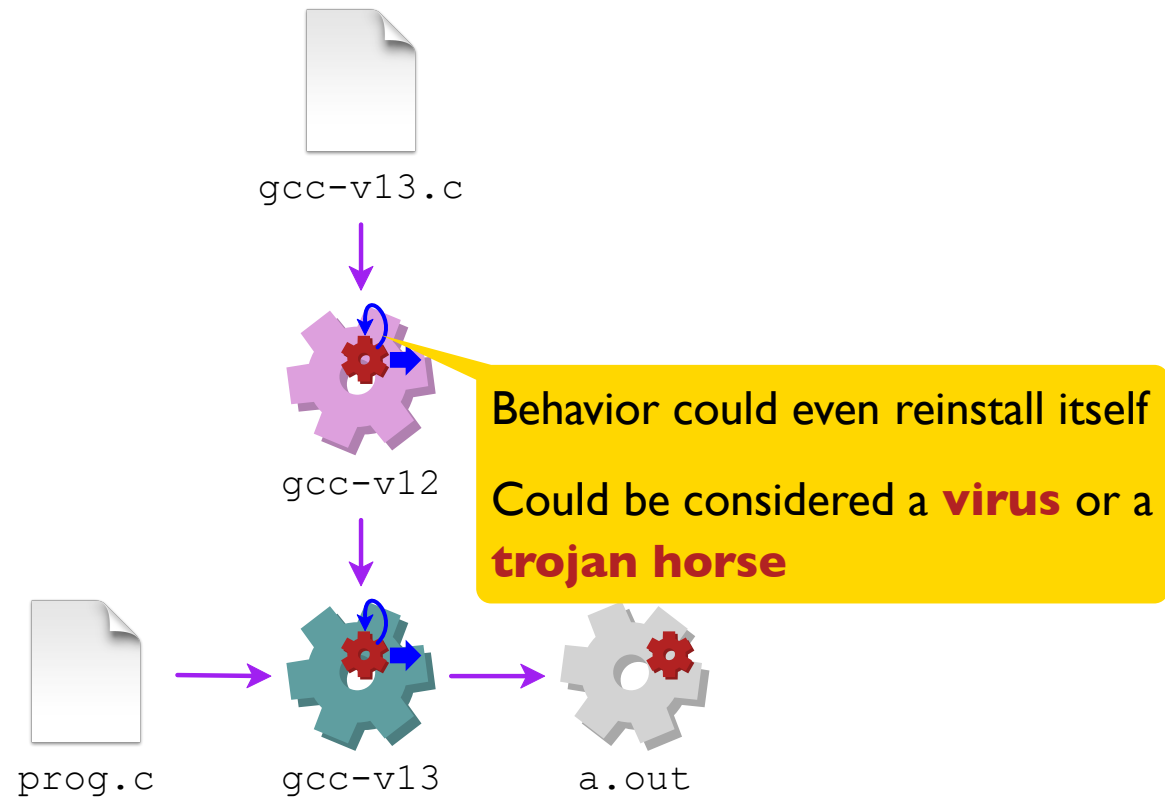 gcc-v13.c
gcc-v12
Behavior could even reinstall itself
Could be considered a virus or a
trojan horse
prog.c
gcc-v13
a.out